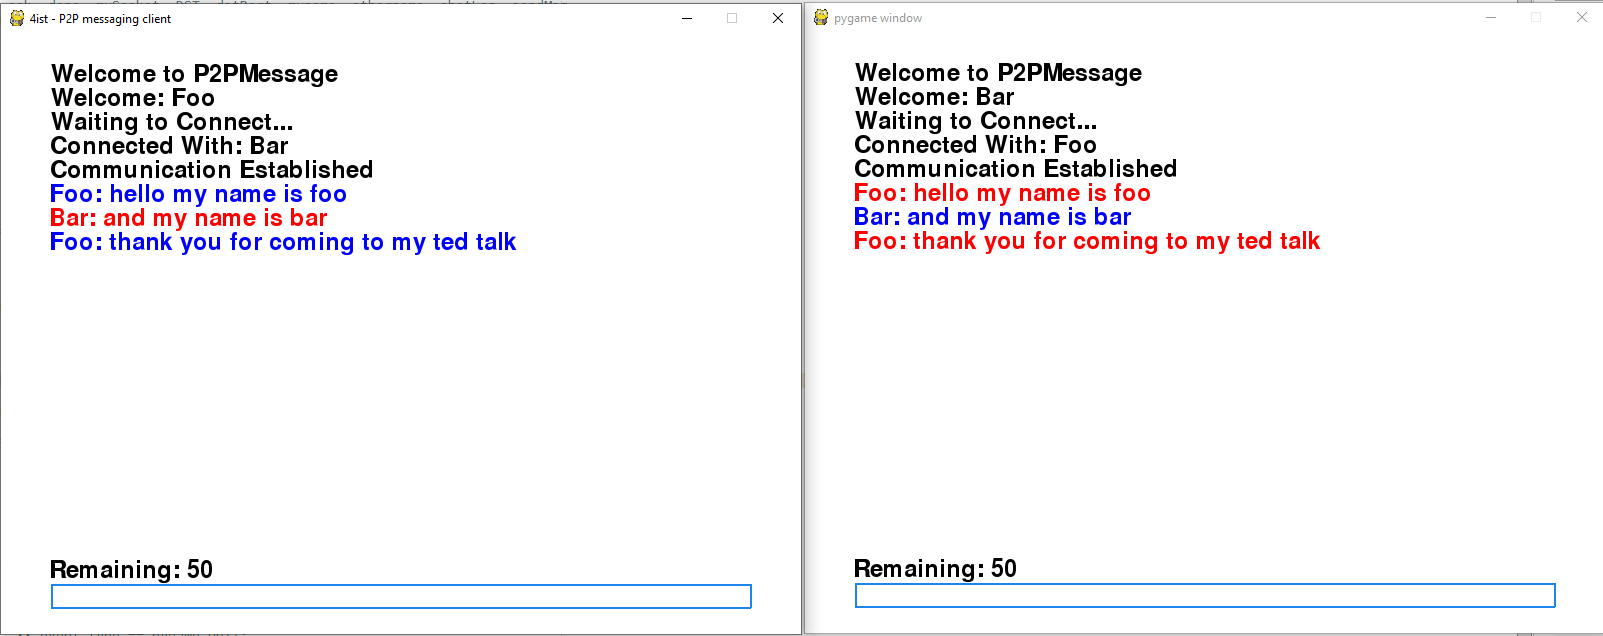 4ist - P2P messaging client
Welcome to P2PMessage
Welcome: Foo
Waiting to Connect...
Connected With: Bar
Communication Established
Foo: hello my name is foo
Bar: and my name is bar
Foo: thank you for coming to my ted talk
Remaining: 50
pygame window
Welcome to P2PMessage
Welcome: Bar
Waiting to Connect...
Connected With: Foo
Communication Established
Foo: hello my name is foo
Bar: and my name is bar
Foo: thank you for coming to my ted talk
Remaining: 50